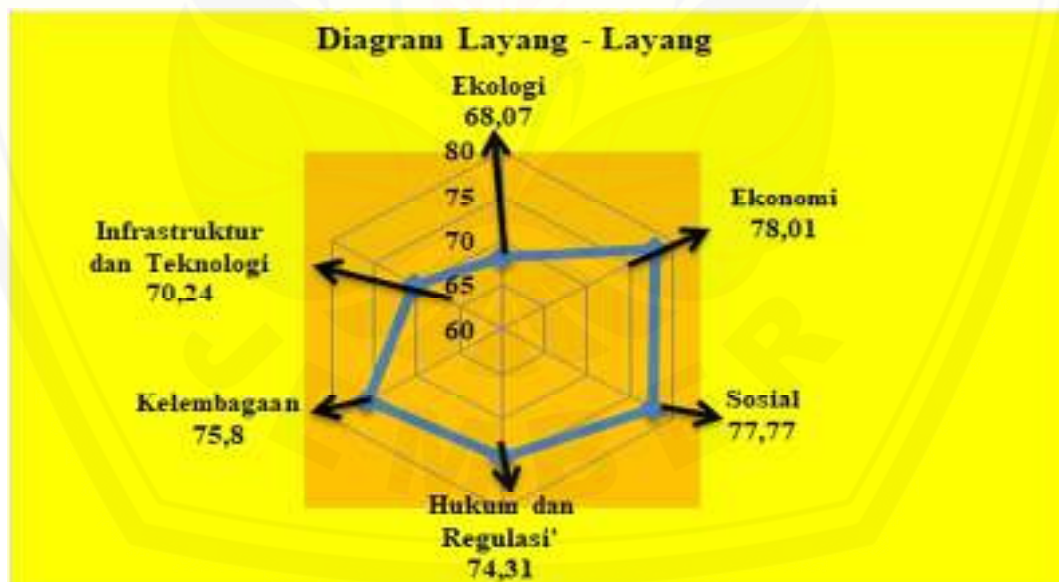 Diagram Layang - Layang
Ekologi
68,07
80
75
70
65
60
Ekonomi
78,01
Sosial
77,77
Hukum dan
Regulasi'
74,31
Kelembagaan
75,8
Infrastruktur
dan Teknologi
70,24